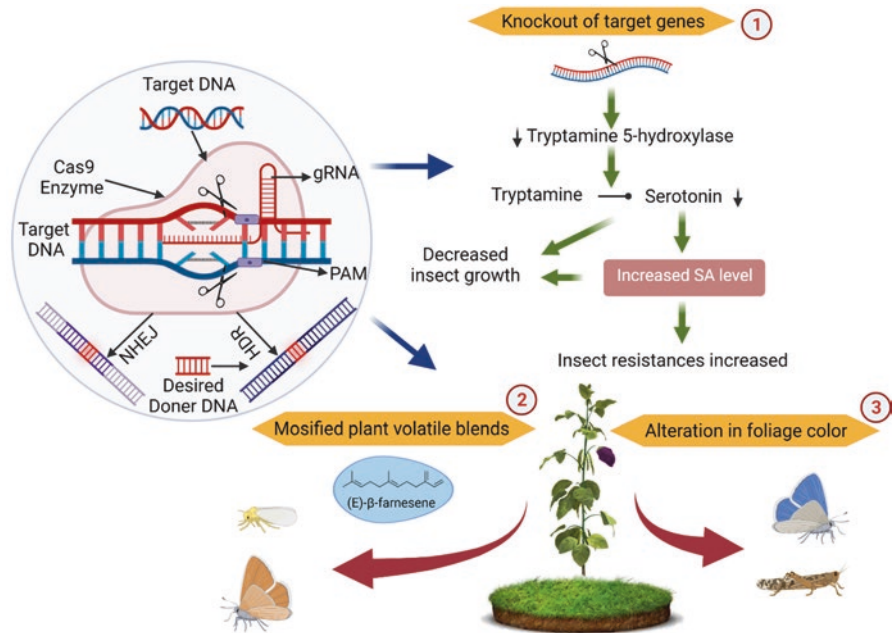 Target DNA
Cas9
Enzyme
gRNA
Target
DNA
PAM
NHEJ
HDR
Desired
Doner DNA
Knockout of target genes
1
Tryptamine 5-hydroxylase
Tryptamine
Serotonin
Decreased
insect growth
Increased SA level
Insect resistances increased
2
Mosified plant volatile blends
(E)-β-farnesene
3
Alteration in foliage color